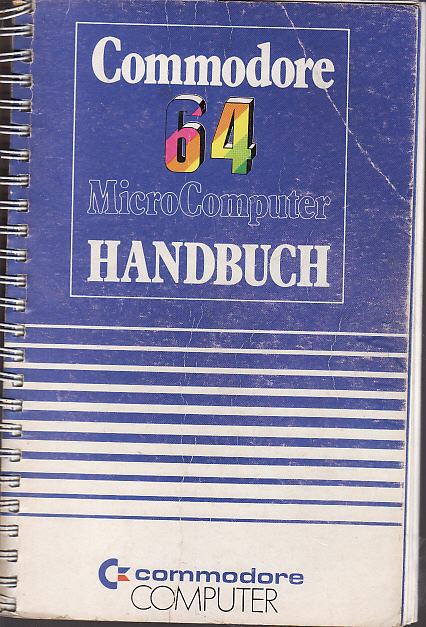 Commodore
64
MicroComputer
HANDBUCH
commodore
COMPUTER